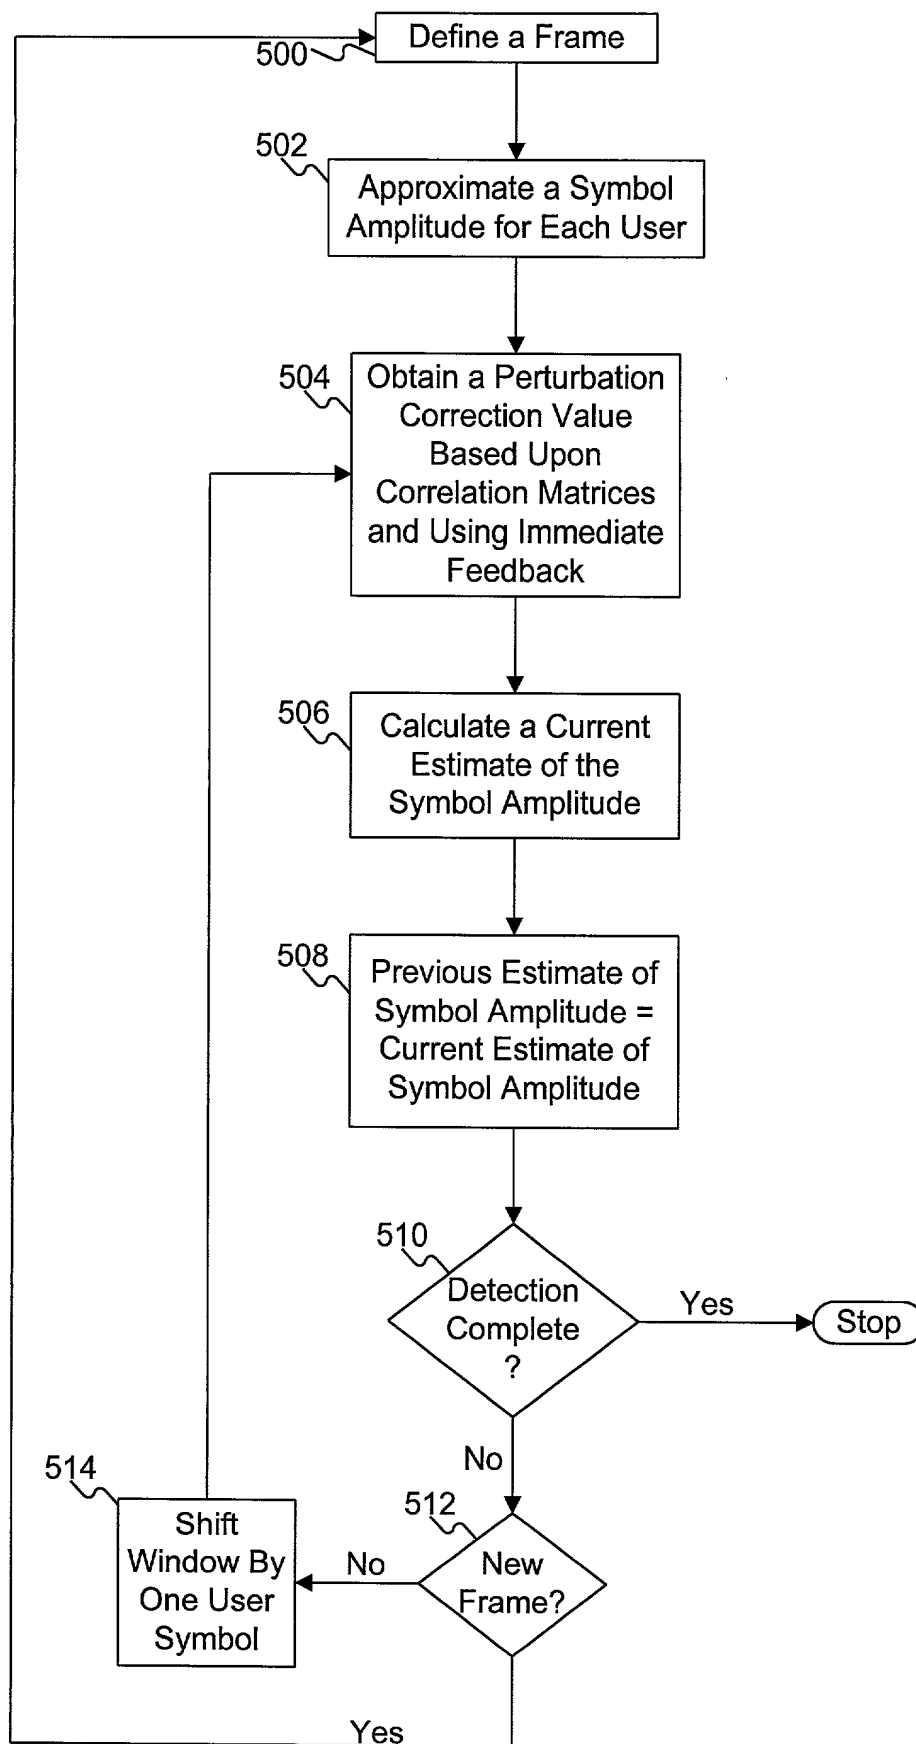 500
Define a Frame
502
Approximate a Symbol
Amplitude for Each User
504
Obtain a Perturbation
Correction Value
Based Upon
Correlation Matrices
and Using Immediate
Feedback
506
Calculate a Current
Estimate of the
Symbol Amplitude
508
Previous Estimate of
Symbol Amplitude =
Current Estimate of
Symbol Amplitude
510
Detection
Complete
?
Yes
Stop
No
512
New
Frame?
No
514
Shift
Window By
One User
Symbol
Yes